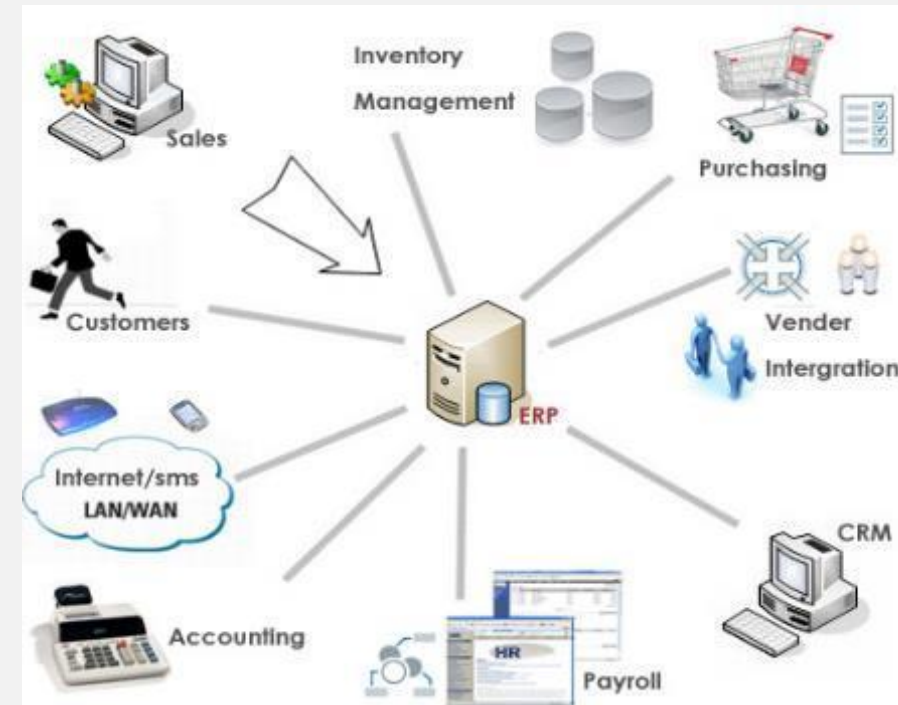 Inventory
Management
Sales
Purchasing
Customers
Vender
Intergration
ERP
Internet/sms
LAN/WAN
CRM
Accounting
HR
Payroll